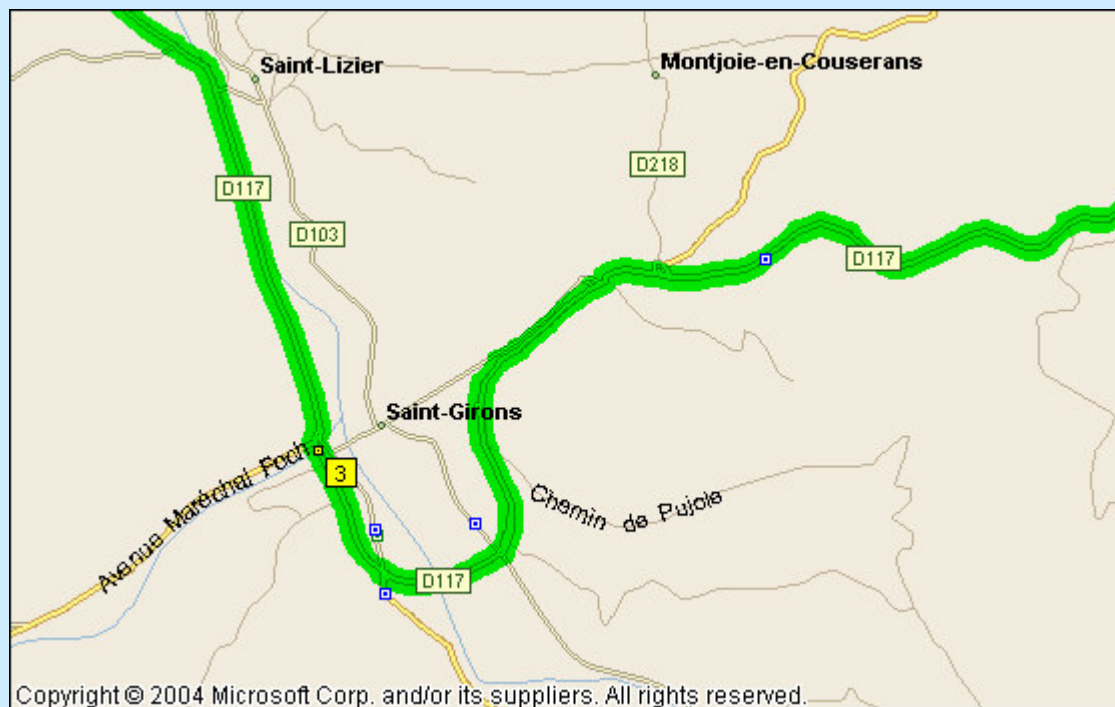 Saint-Lizier
Montjoie-en-Couserans
D218
D117
D103
D117
Saint-Girons
Avenue Maréchal Foch
3
Chemin de Pujole
D117
Copyright © 2004 Microsoft Corp. and/or its suppliers. All rights reserved.